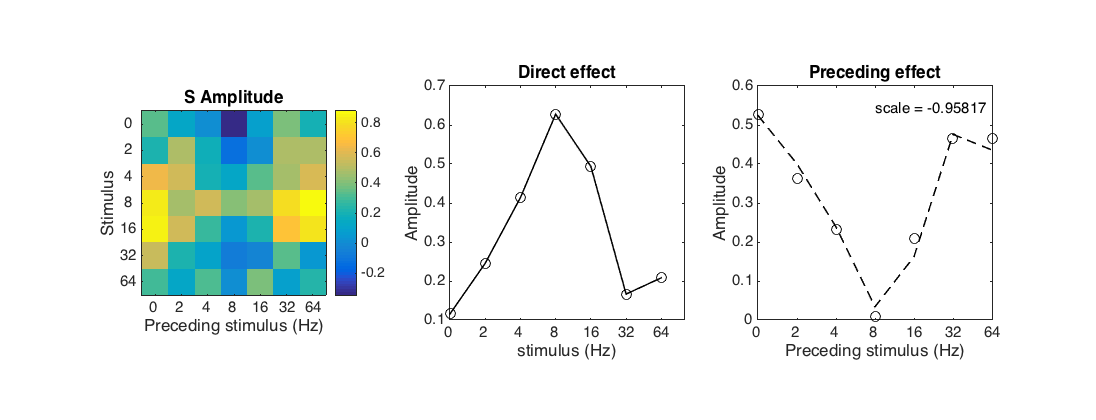 S Amplitude
0
2
4
8
16
32
64
Stimulus
0 2 4 8 16 32 64
Preceding stimulus (Hz)
0.8
0.6
0.4
0.2
0
-0.2
Direct effect
0.7
0.6
0.5
0.4
0.3
0.2
0.1
Amplitude
0 2 4 8 16 32 64
stimulus (Hz)
Preceding effect
scale = -0.95817
0.6
0.5
0.4
0.3
0.2
0.1
0
Amplitude
0 2 4 8 16 32 64
Preceding stimulus (Hz)